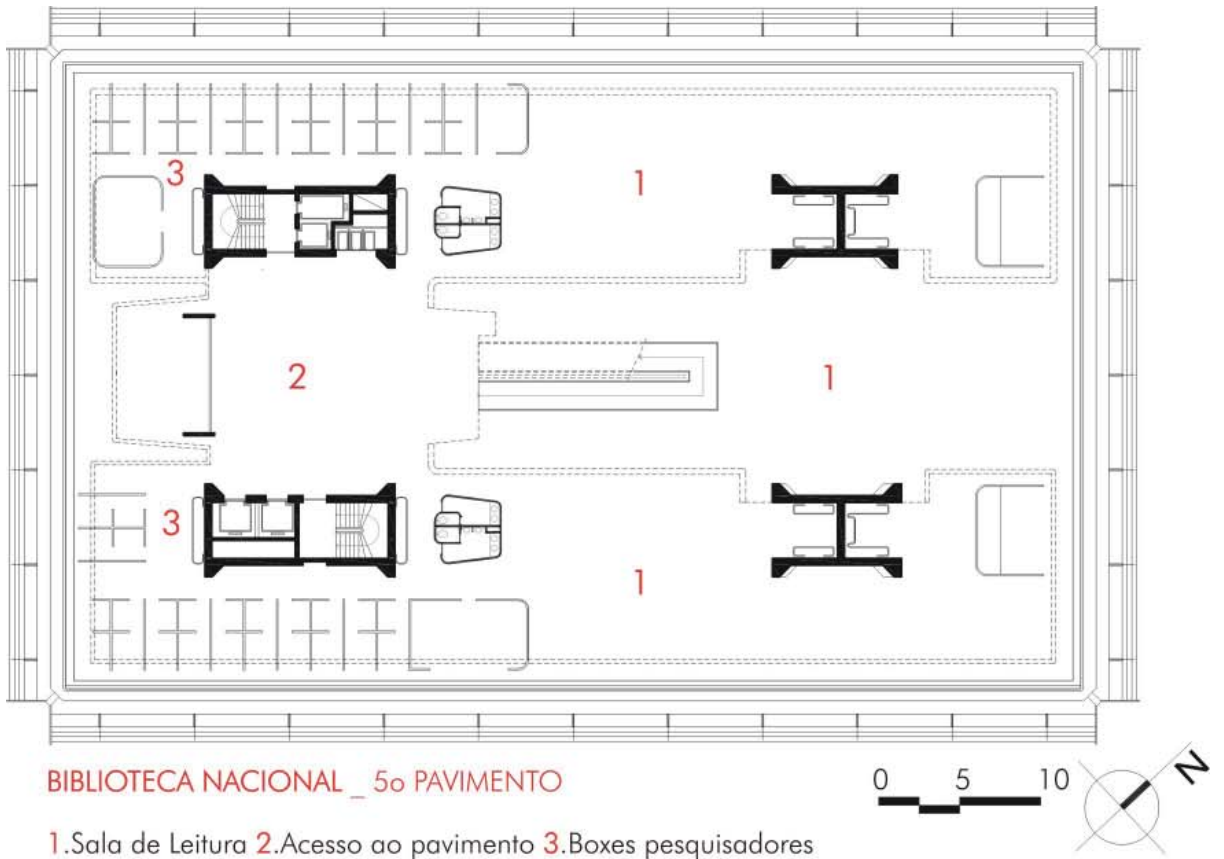 3
1
2
1
3
1
BIBLIOTECA NACIONAL _ 5o PAVIMENTO
0 5 10
N
1.Sala de Leitura 2.Acesso ao pavimento 3.Boxes pesquisadores